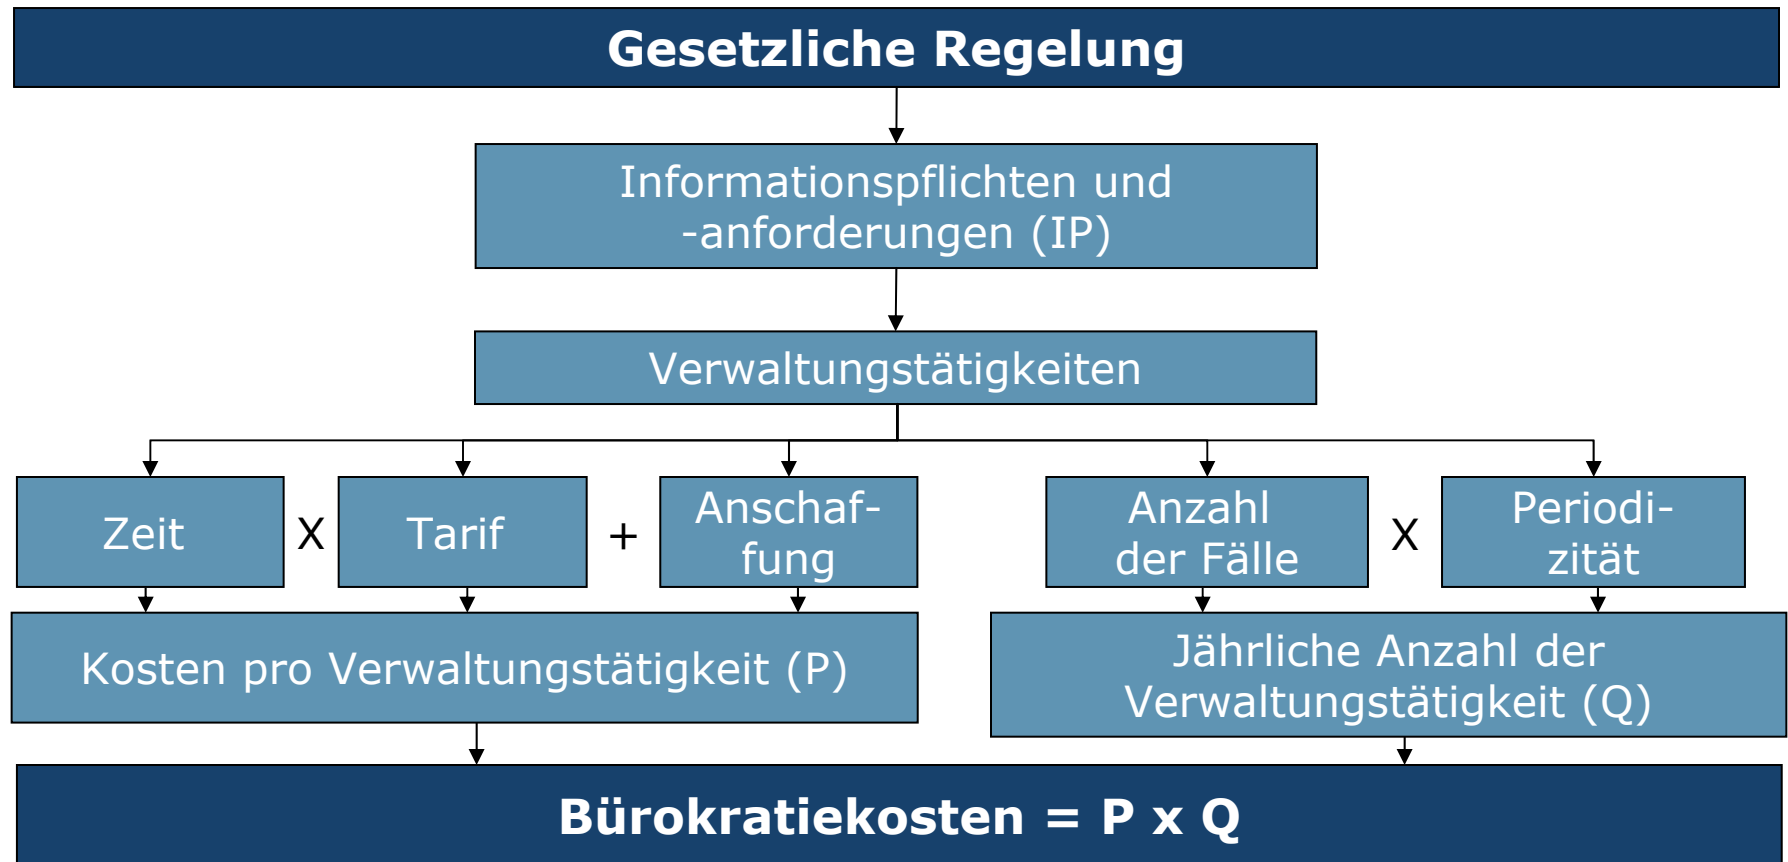 Gesetzliche Regelung
Informationspflichten und
-anforderungen (IP)
Verwaltungstätigkeiten
Zeit
X
Tarif
+
Anschaf-
fung
Anzahl
der Fälle
X
Periodi-
zität
Kosten pro Verwaltungstätigkeit (P)
Jährliche Anzahl der
Verwaltungstätigkeit (Q)
Bürokratiekosten = P x Q